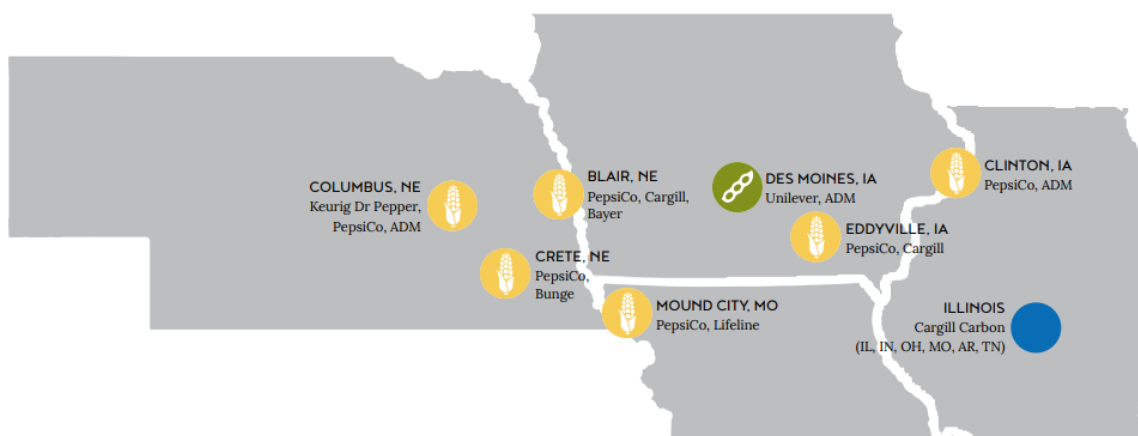 COLUMBUS, NE
Keurig Dr Pepper,
PepsiCo, ADM
BLAIR, NE
PepsiCo, Cargill,
Bayer
DES MOINES, IA
Unilever, ADM
CLINTON, IA
PepsiCo, ADM
EDDYVILLE, IA
PepsiCo, Cargill
CRETE, NE
PepsiCo,
Bunge
MOUND CITY, MO
PepsiCo, Lifeline
ILLINOIS
Cargill Carbon
(IL, IN, OH, MO, AR, TN)